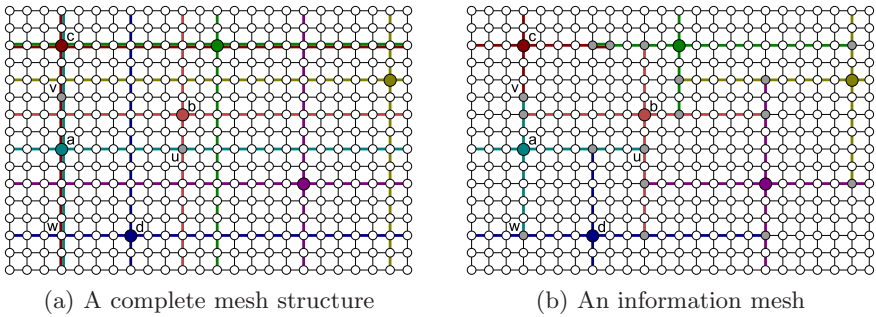 c
c
v
v
b
b
a
a
u
u
w
w
d
d
(a) A complete mesh structure
(b) An information mesh